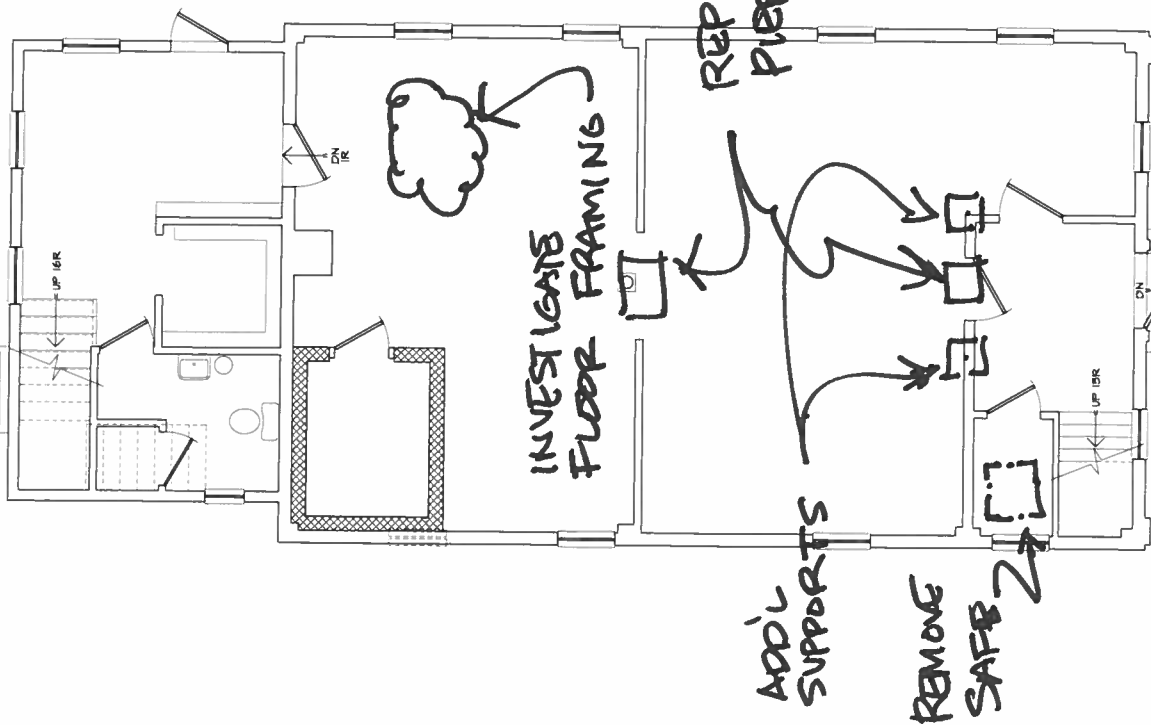 REP
PIER
DN
1R
UP 16R
INVESTIGATE
FLOOR FRAMING
DN
UP 15R
ADD'L
SUPPORTS
REMOVE
SAFE